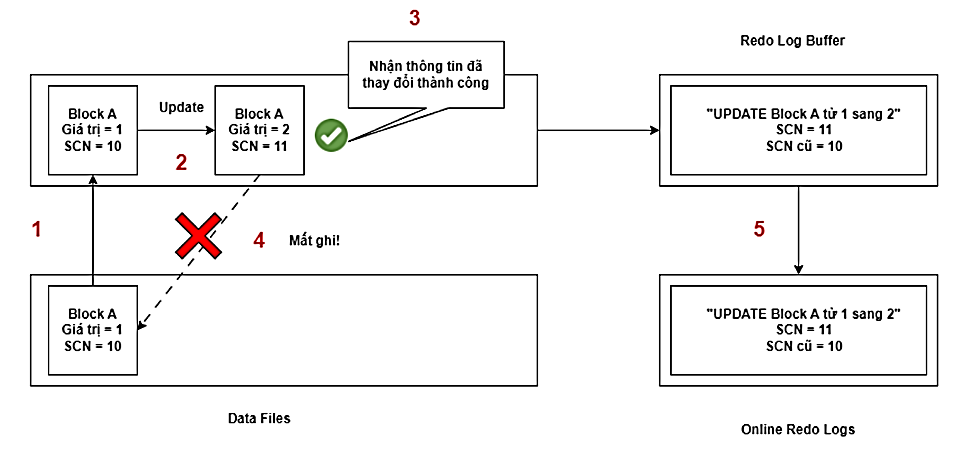 3
Redo Log Buffer
Nhận thông tin đã
thay đổi thành công
Block A
Giá trị = 1
SCN = 10
Update
2
Block A
Giá trị = 2
SCN = 11
"UPDATE Block A từ 1 sang 2"
SCN = 11
SCN cũ = 10
1
4
Mất ghi!
5
Block A
Giá trị = 1
SCN = 10
"UPDATE Block A từ 1 sang 2"
SCN = 11
SCN cũ = 10
Data Files
Online Redo Logs